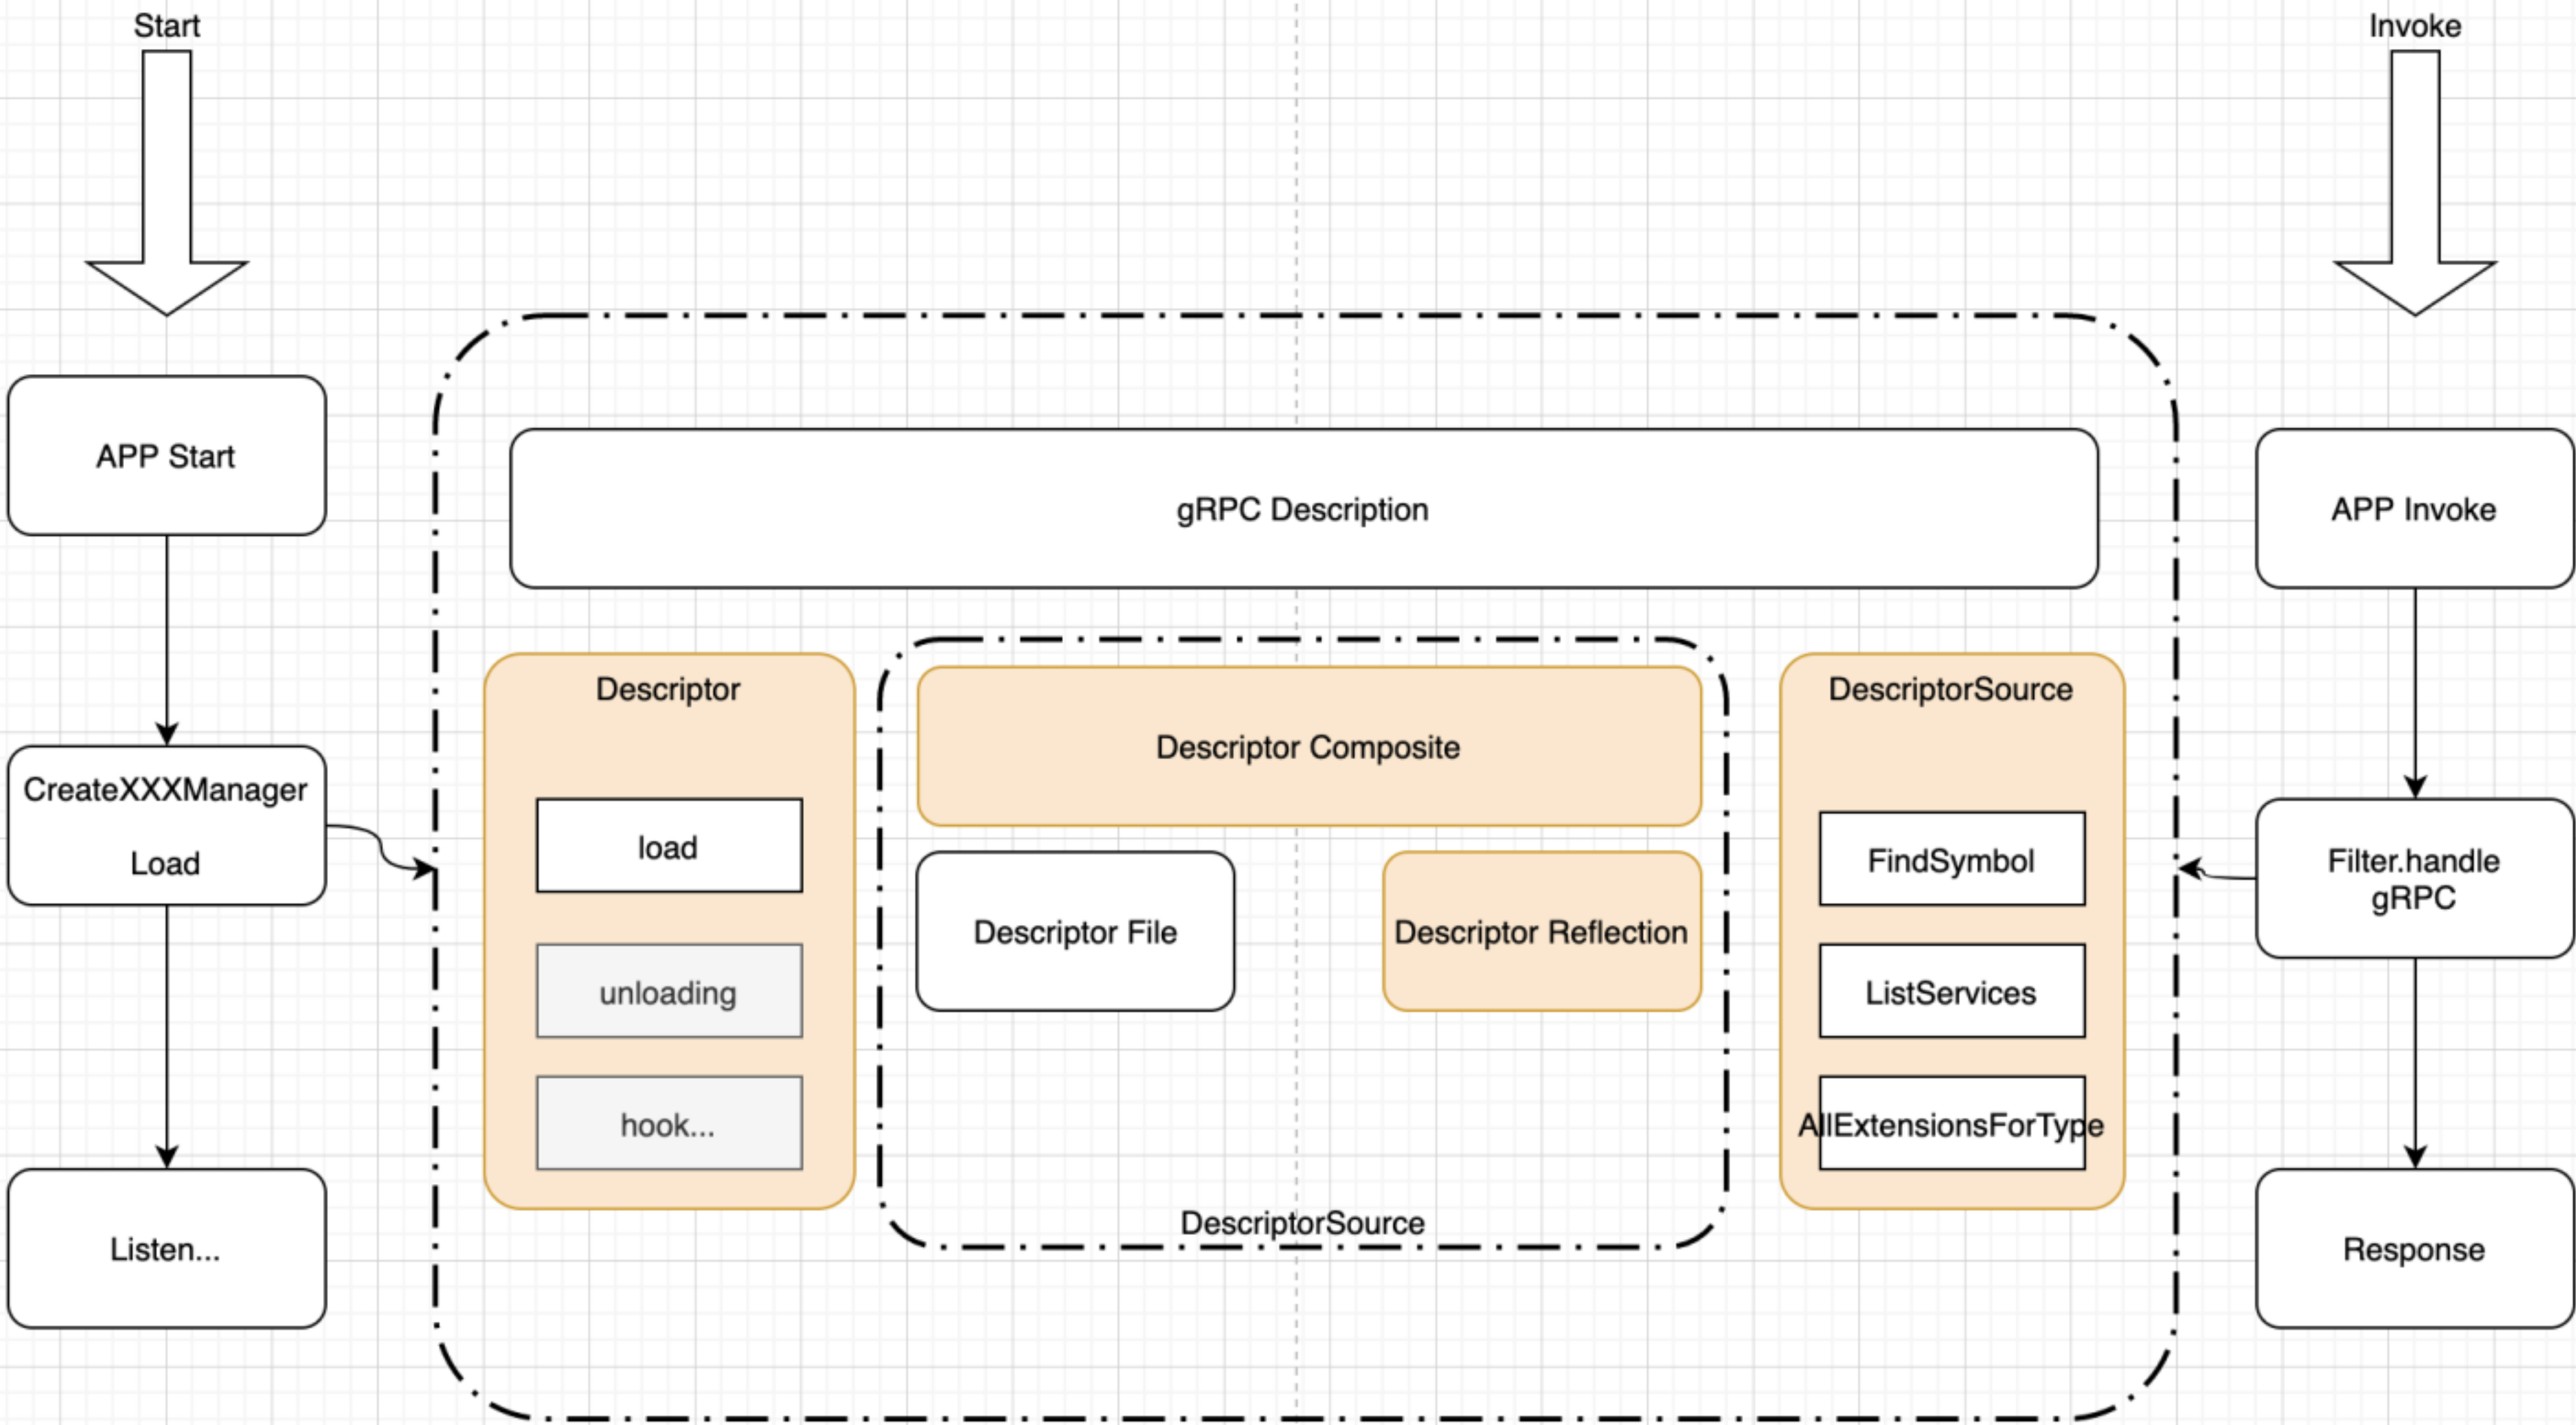 Start
Invoke
APP Start
gRPC Description
APP Invoke
Descriptor
Descriptor Composite
DescriptorSource
CreateXXXManager
Load
load
Descriptor File
Descriptor Reflection
FindSymbol
Filter.handle
gRPC
unloading
ListServices
hook...
AllExtensionsForType
DescriptorSource
Listen...
Response